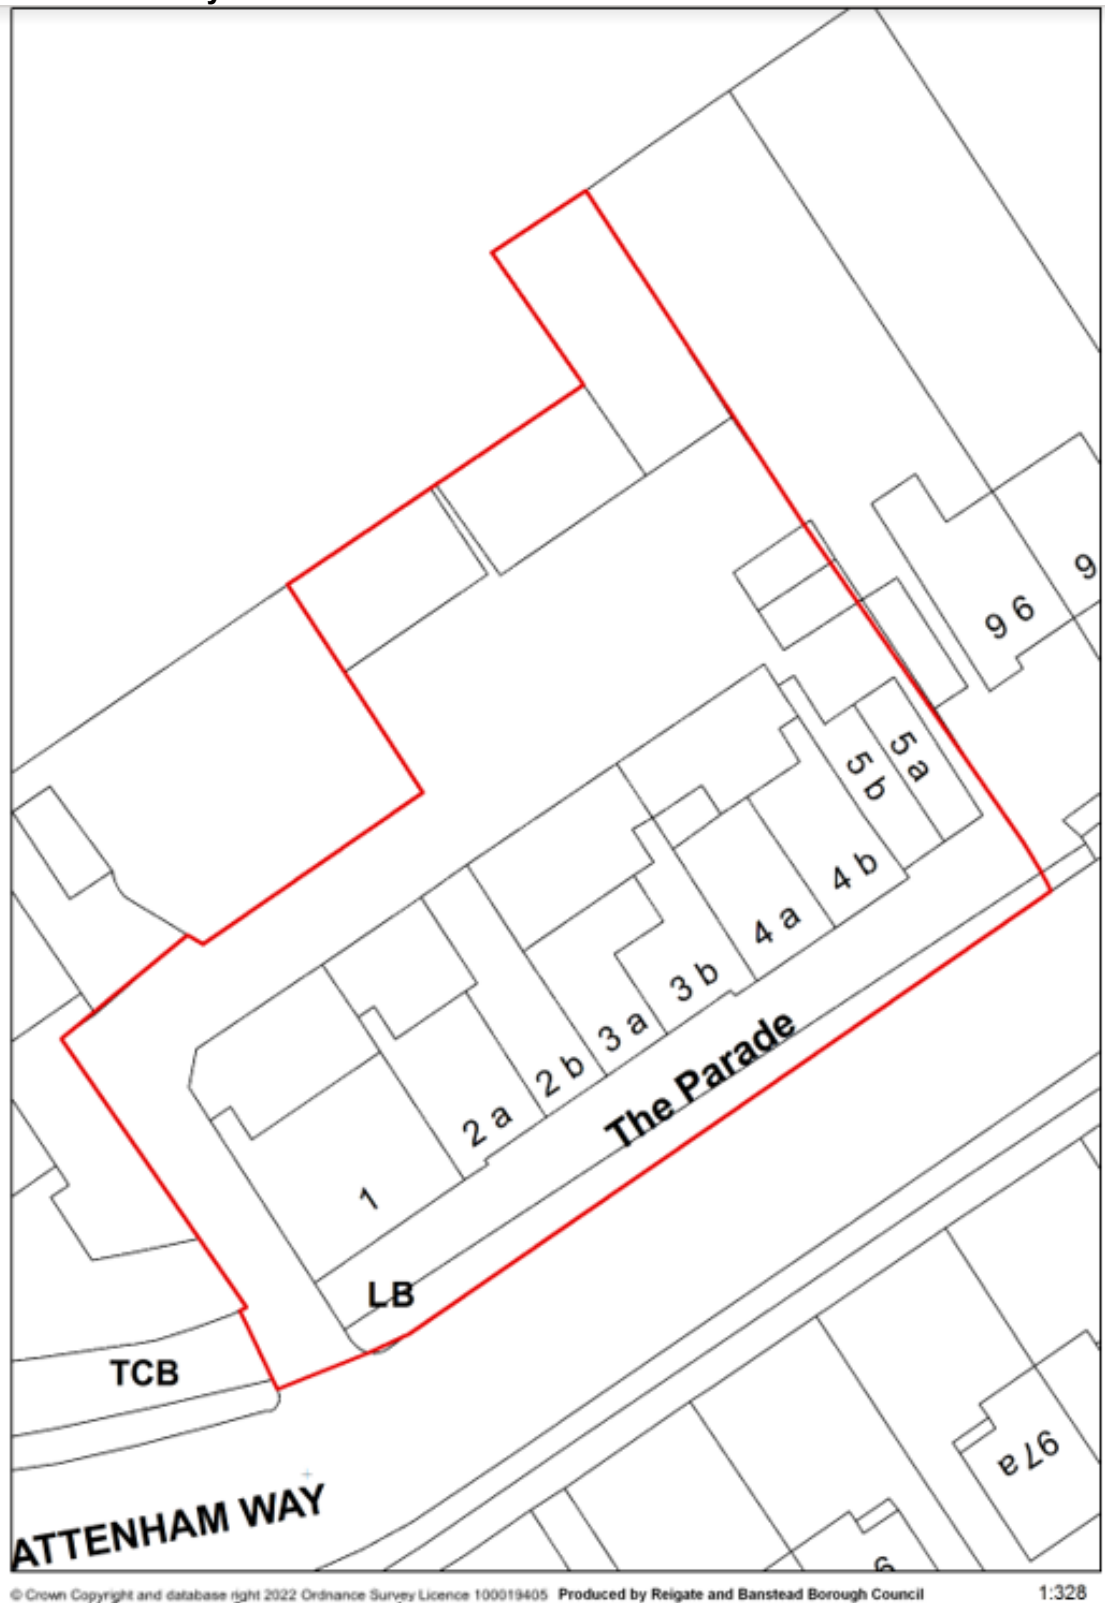 9
9 6
5 a
5 b
4 b
4 a
3 b
3 a
2 b
2 a
1
The Parade
LB
TCB
97a
ATTENHAM WAY
© Crown Copyright and database right 2022 Ordnance Survey Licence 100019405 Produced by Reigate and Banstead Borough Council
1:328